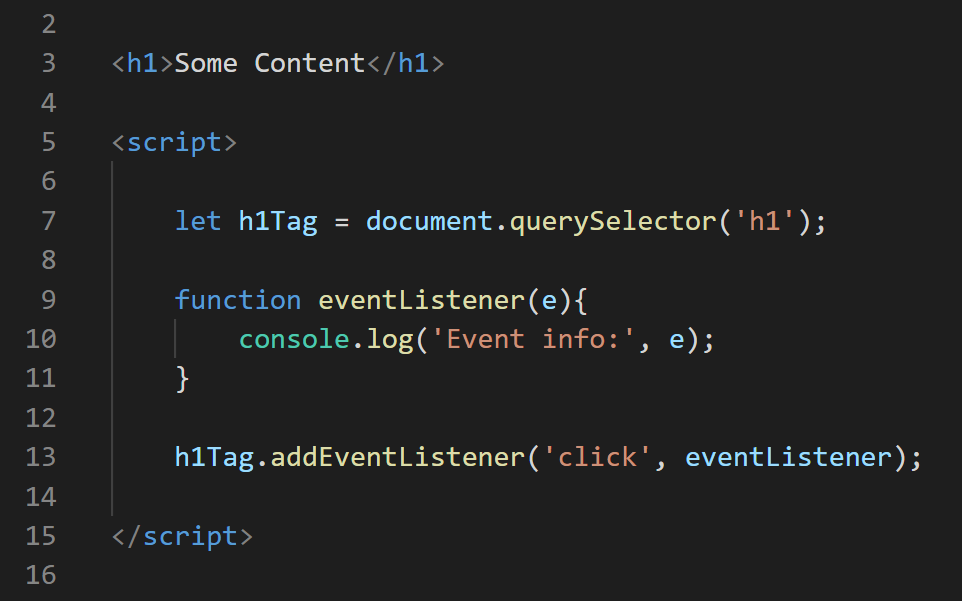 2
3 <h1>Some Content</h1>
4
5 <script>
6
7 let h1Tag = document.querySelector('h1');
8
9 function eventListener(e){
10 console.log('Event info:', e);
11 }
12
13 h1Tag.addEventListener('click', eventListener);
14
15 </script>
16